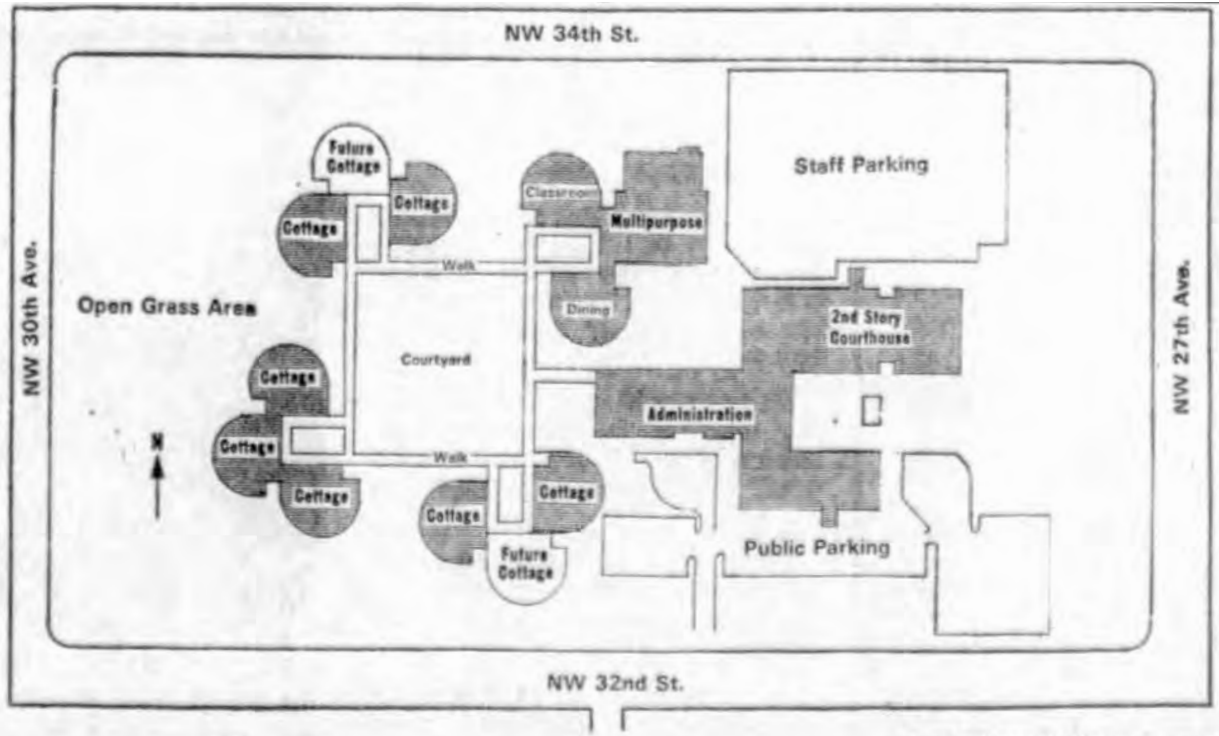 NW 34th St.
Future
Cottage
Cottage
Cottage
Classroom
Multipurpose
Staff Parking
Walk
NW 30th Ave.
Open Grass Area
Dining
2nd Story
Courthouse
NW 27th Ave.
Courtyard
Cottage
Administration
N
Cottage
Walk
Cottage
Cottage
Cottage
Future
Cottage
Public Parking
NW 32nd St.